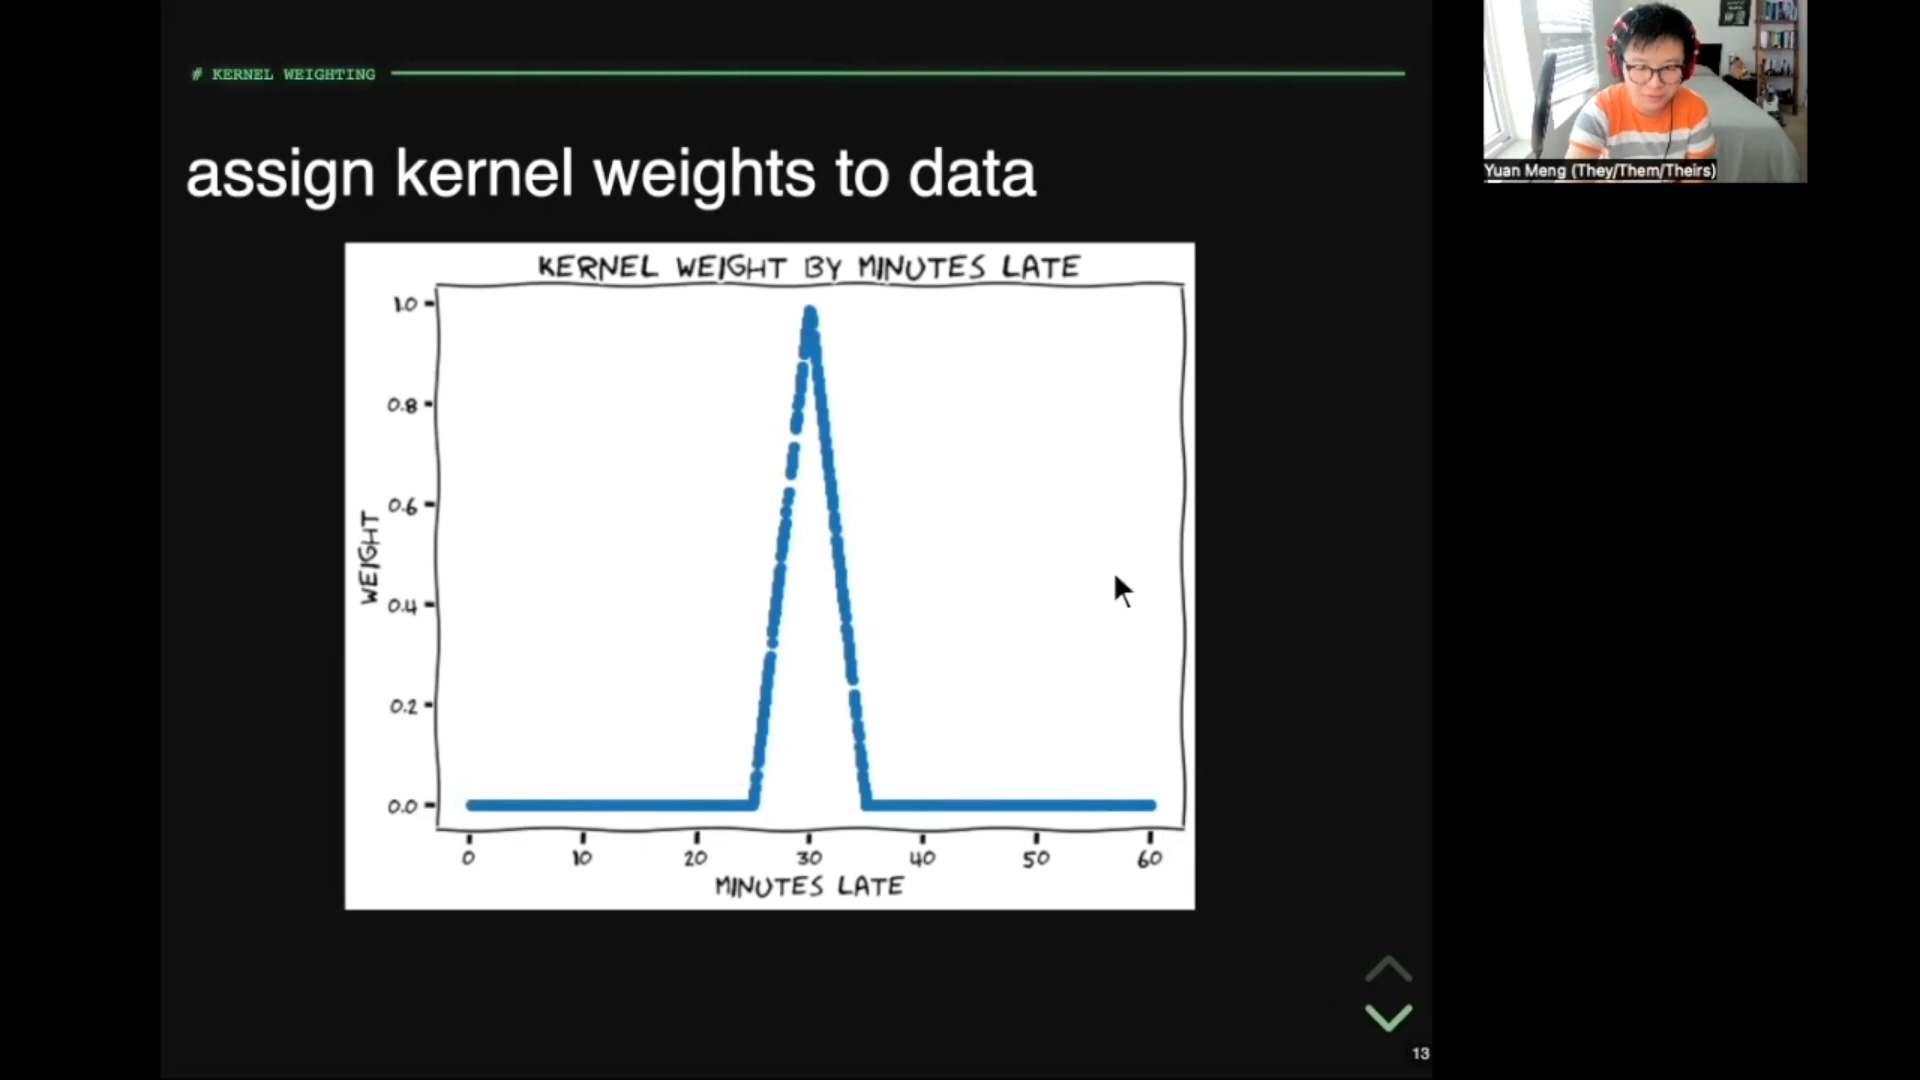 # KERNEL WEIGHTING
assign kernel weights to data
KERNEL WEIGHT BY MINUTES LATE
1.0
0.8
0.6
0.4
0.2
0.0
WEIGHT
0 10 20 30 40 50 60
MINUTES LATE
13
Yuan Meng (They/Them/Theirs)